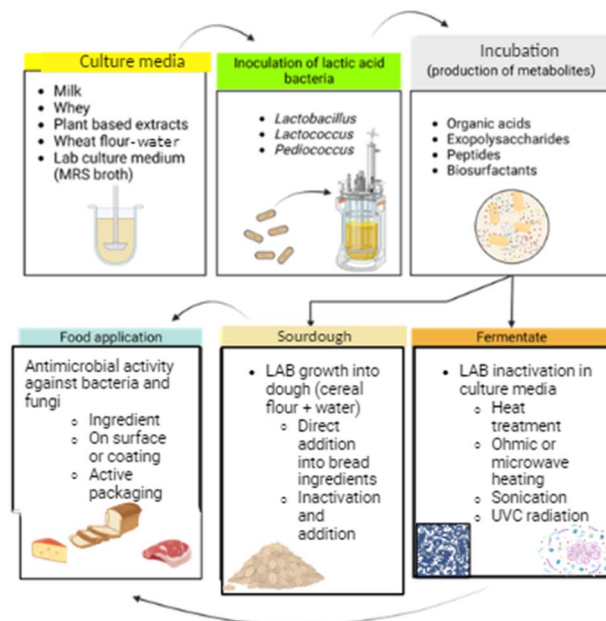 Culture media
• Milk
• Whey
• Plant based extracts
• Wheat flour-water
• Lab culture medium
(MRS broth)
Inoculation of lactic acid
bacteria
• Lactobacillus
• Lactococcus
• Pediococcus
Incubation
(production of metabolites)
• Organic acids
• Exopolysaccharides
• Peptides
• Biosurfactants
Food application
Antimicrobial activity
against bacteria and
fungi
o Ingredient
o On surface
or coating
o Active
packaging
Sourdough
• LAB growth into
dough (cereal
flour + water)
o Direct
addition
into bread
ingredients
o Inactivation
and
addition
Fermentate
• LAB inactivation in
culture media
o Heat
treatment
o Ohmic or
microwave
heating
o Sonication
o UVC radiation